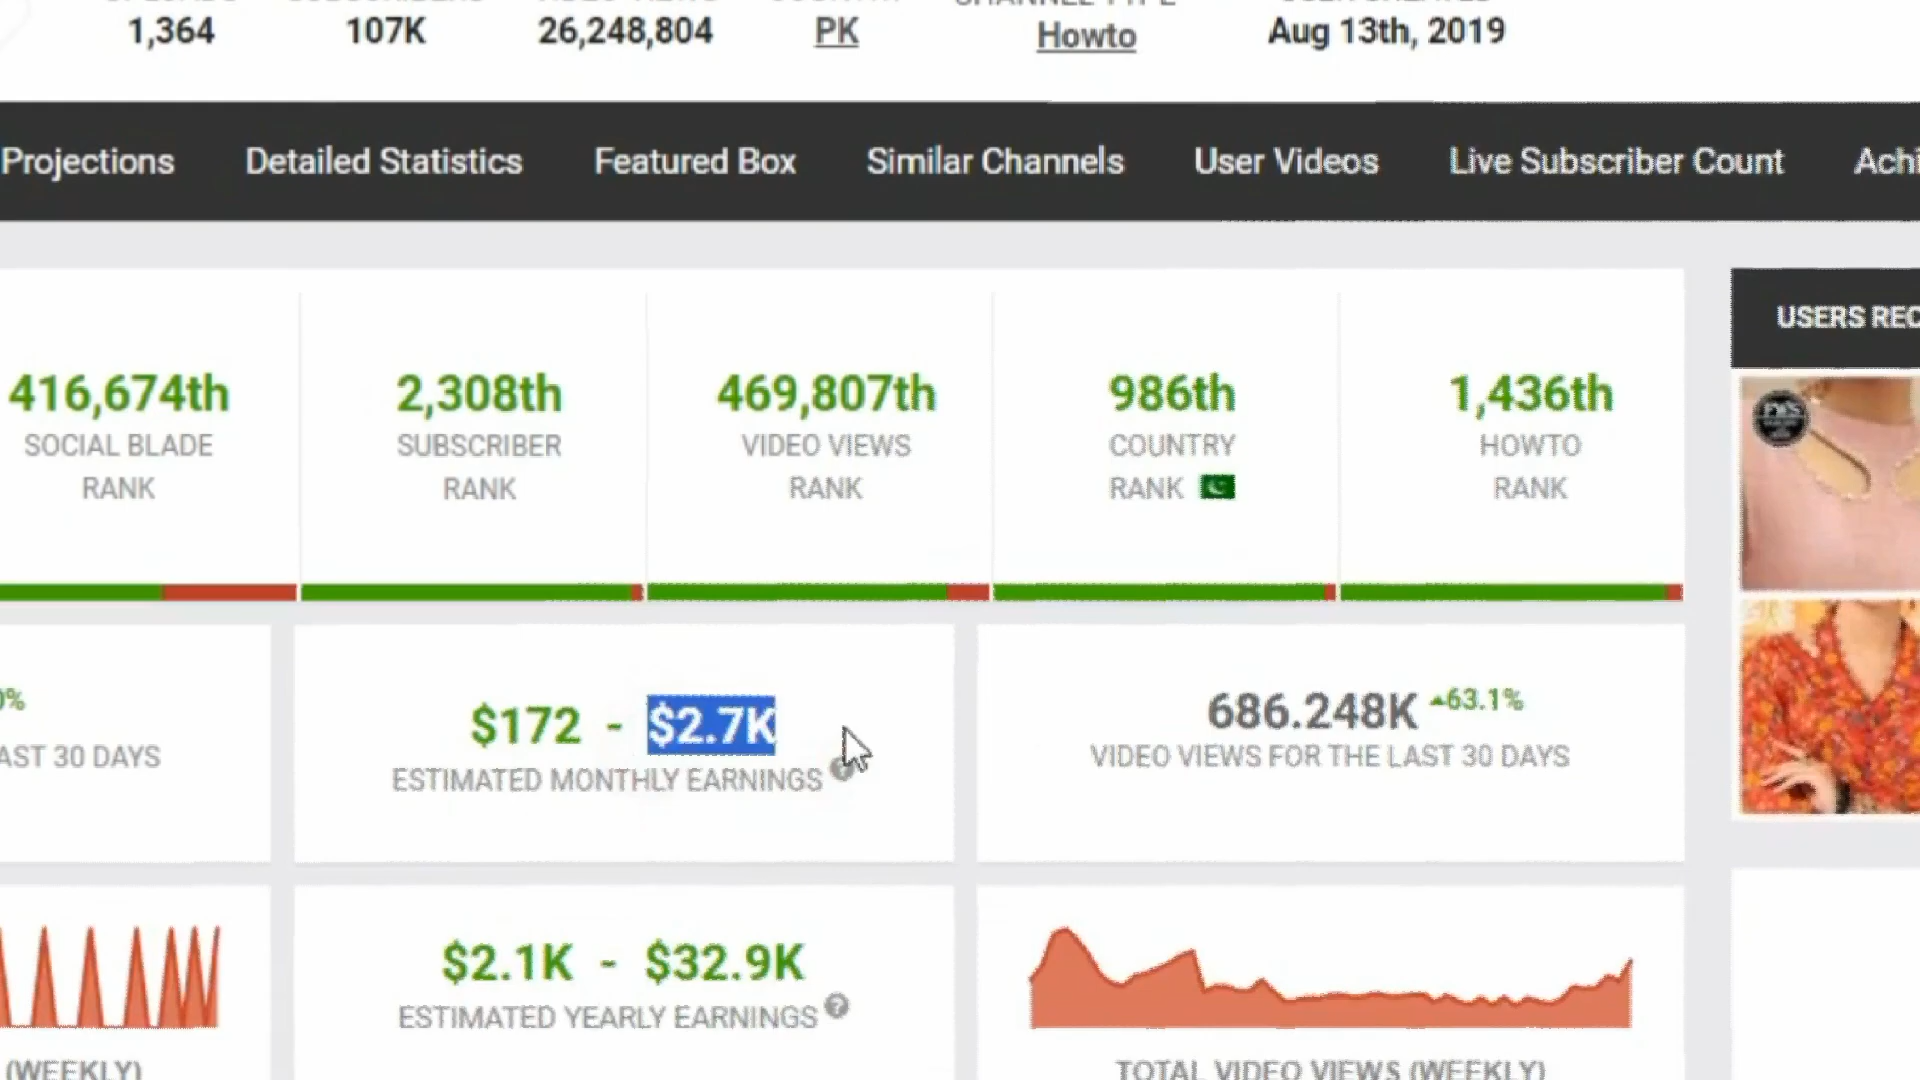 1,364 107K 26,248,804 PK Howto Aug 13th, 2019
Projections Detailed Statistics Featured Box Similar Channels User Videos Live Subscriber Count Achi
USERS REC
416,674th 2,308th 469,807th 986th 1,436th
SOCIAL BLADE SUBSCRIBER VIDEO VIEWS COUNTRY HOWTO
RANK RANK RANK RANK RANK
0%
AST 30 DAYS
$172 - $2.7K
ESTIMATED MONTHLY EARNINGS ?
686.248K 63.1%
VIDEO VIEWS FOR THE LAST 30 DAYS
(WEEKLY)
$2.1K - $32.9K
ESTIMATED YEARLY EARNINGS ?
TOTAL VIDEO VIEWS (WEEKLY)